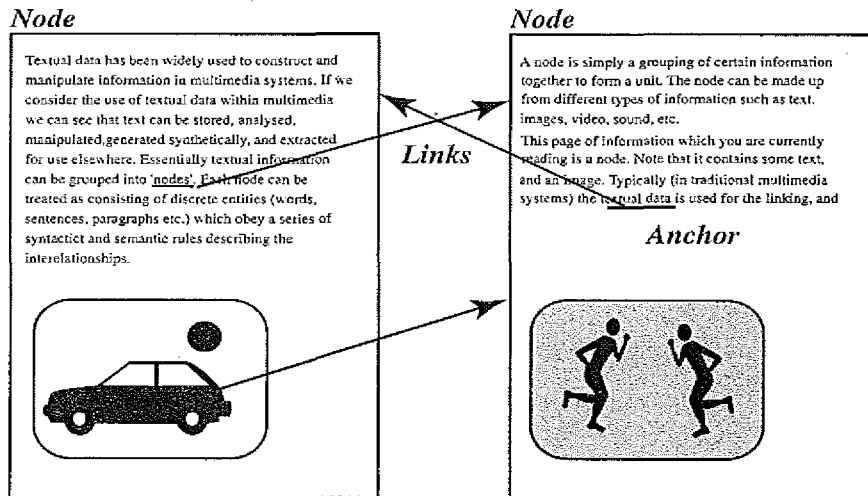 Node
Textual data has been widely used to construct and
manipulate information in multimedia systems. If we
consider the use of textual data within multimedia
we can see that text can be stored, analysed,
manipulated,generated synthetically, and extracted
for use elsewhere. Essentially textual information
can be grouped into 'nodes'. Each node can be
treated as consisting of discrete entities (words,
sentences, paragraphs etc.) which obey a series of
syntactict and semantic rules describing the
interelationships.
Links
Node
A node is simply a grouping of certain information
together to form a unit. The node can be made up
from different types of information such as text,
images, video, sound, etc.
This page of information which you are currently
reading is a node. Note that it contains some text,
and an image. Typically (in traditional multimedia
systems) the textual data is used for the linking, and
Anchor